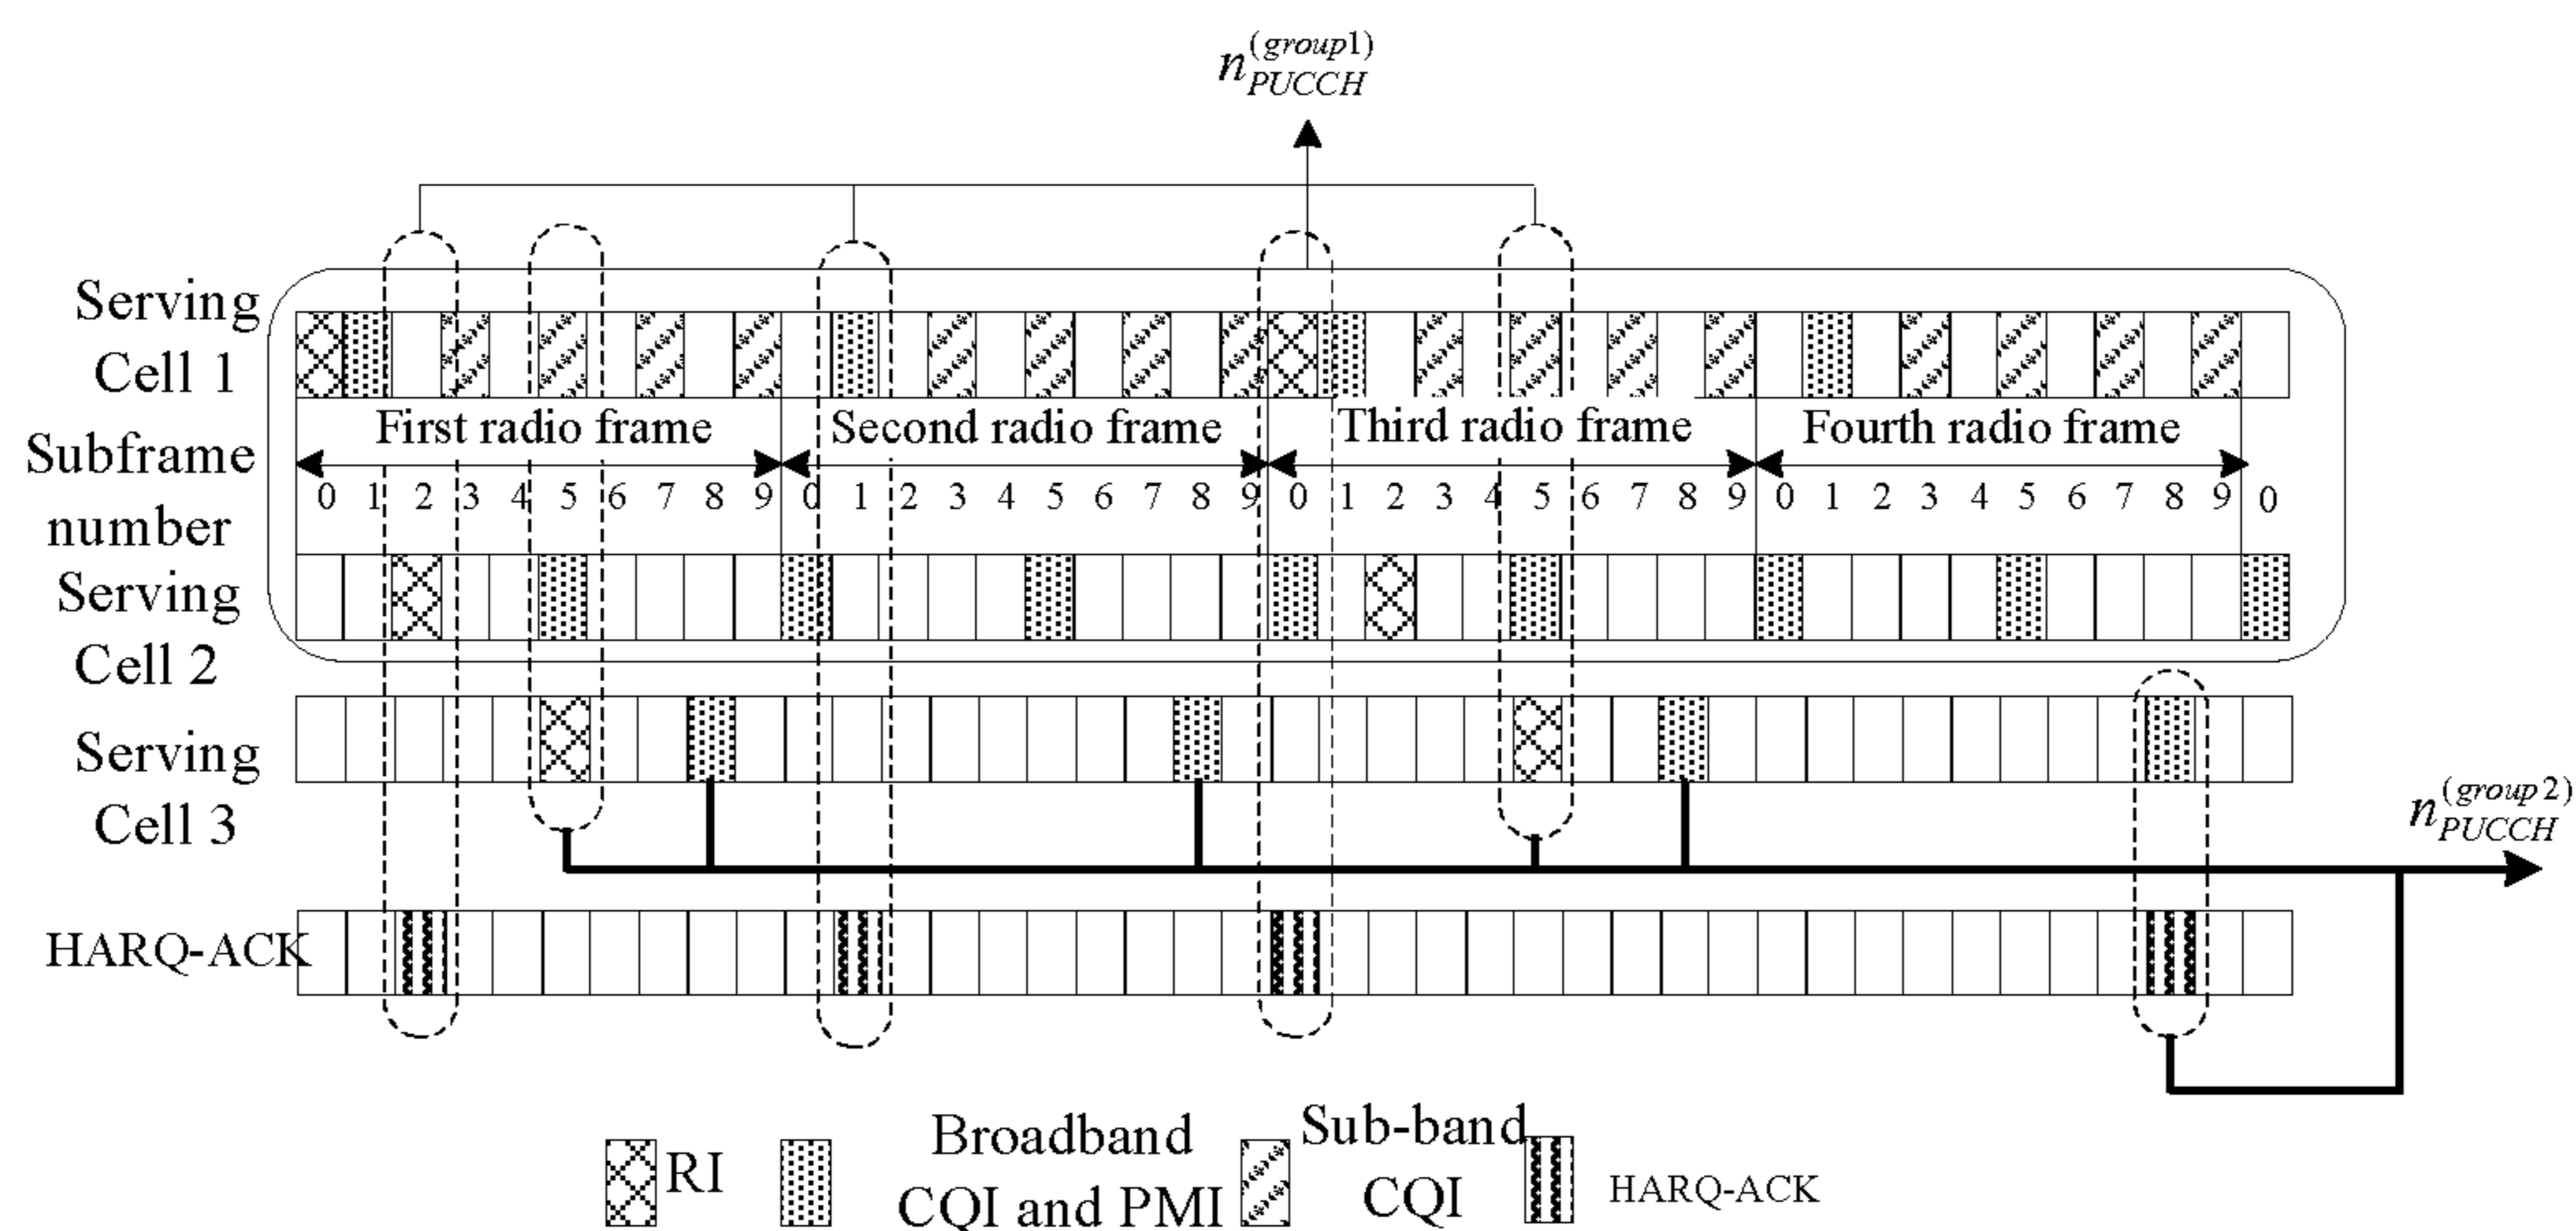 n_{PUCCH}^{(group1)}
Serving
Cell 1
First radio frame Second radio frame Third radio frame Fourth radio frame
Subframe
number
0 1 2 3 4 5 6 7 8 9 0 1 2 3 4 5 6 7 8 9 0 1 2 3 4 5 6 7 8 9 0 1 2 3 4 5 6 7 8 9 0
Serving
Cell 2
Serving
Cell 3
n_{PUCCH}^{(group2)}
HARQ-ACK
RI
Broadband
CQI and PMI
Sub-band
CQI
HARQ-ACK